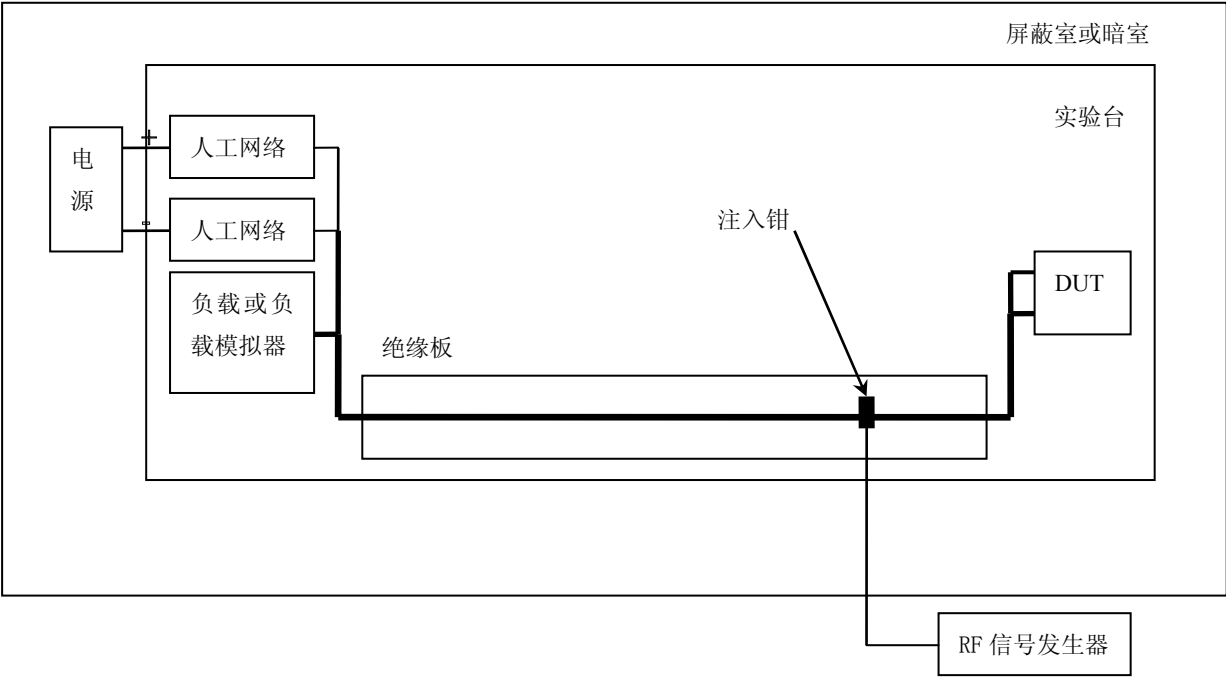 屏蔽室或暗室
实验台
电
源
+
-
人工网络
人工网络
负载或负
载模拟器
注入钳
绝缘板
DUT
RF 信号发生器